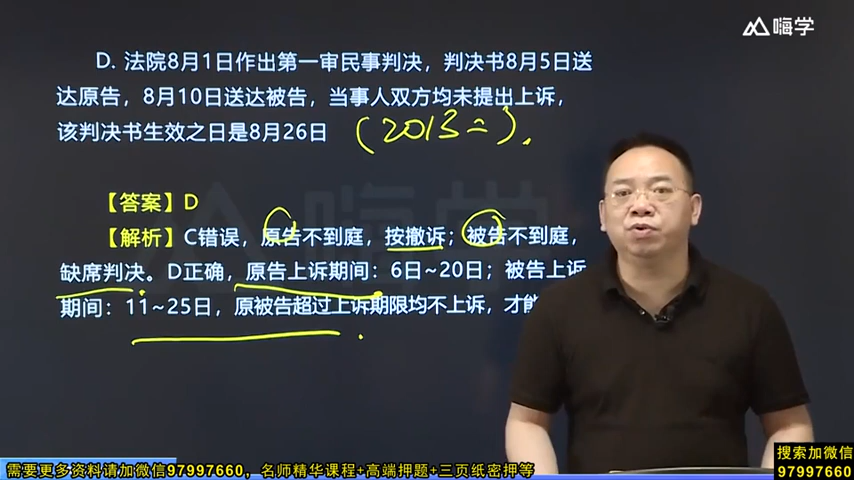 嗨学
D. 法院8月1日作出第一审民事判决，判决书8月5日送
达原告，8月10日送达被告，当事人双方均未提出上诉，
该判决书生效之日是8月26日 （2013二）.
【答案】D
【解析】C错误，原告不到庭，按撤诉；被告不到庭，
缺席判决。D正确，原告上诉期间：6日~20日；被告上诉
期间：11~25日，原被告超过上诉期限均不上诉，才能
需要更多资料请加微信97997660，名师精华课程+高端押题+三页纸密押等
搜索加微信
97997660